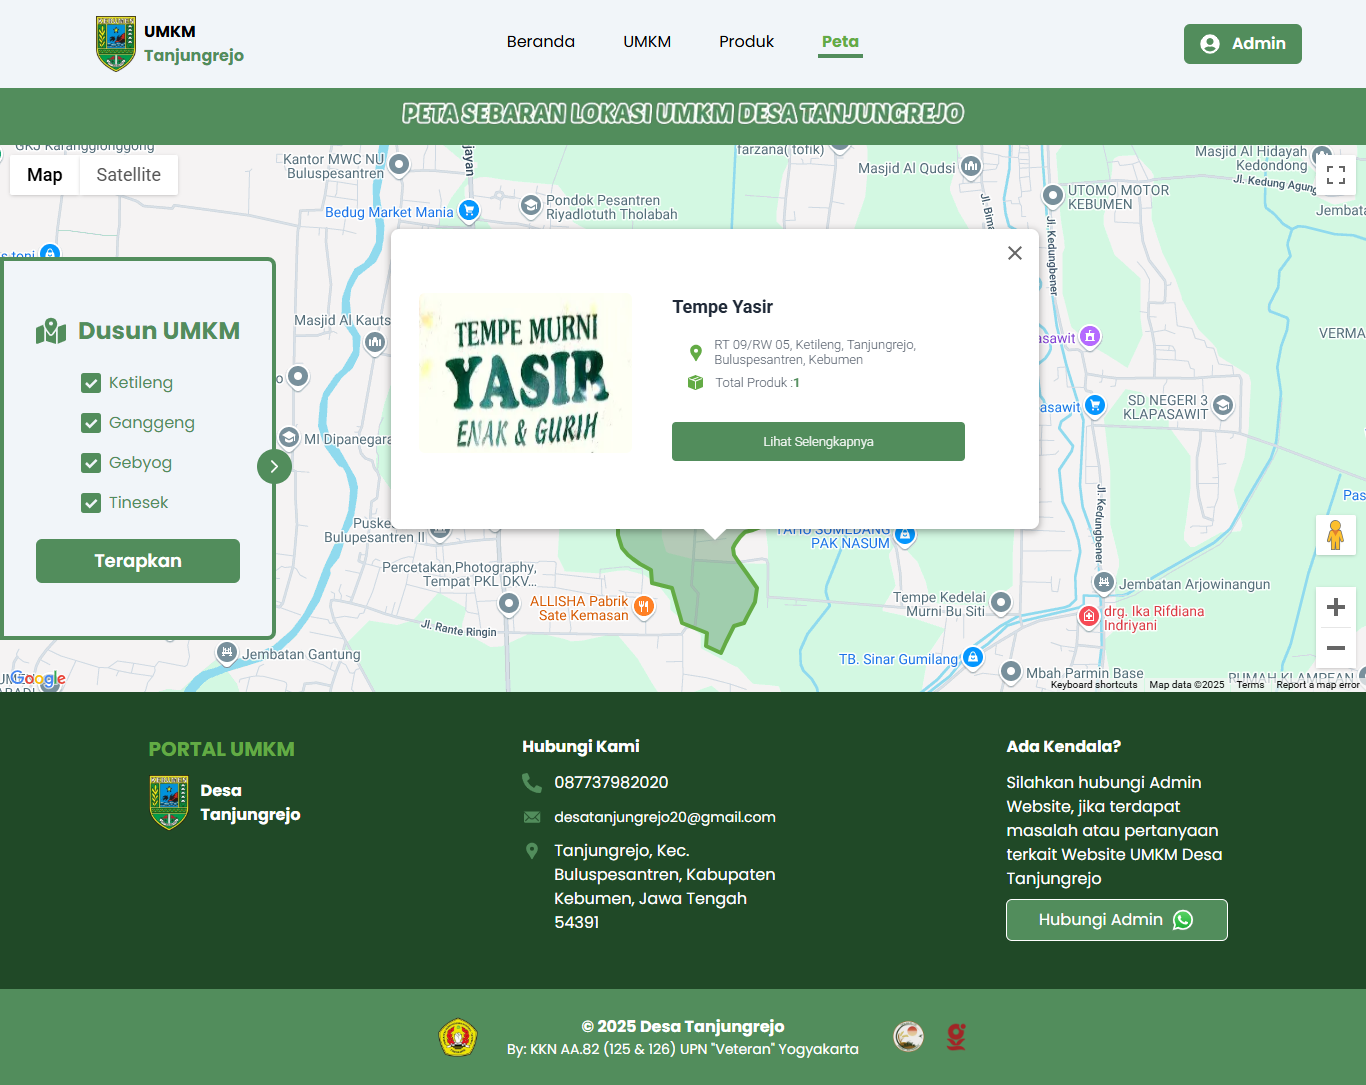 UMKM
Tanjungrejo
Beranda
UMKM
Produk
Peta
Admin
PETA SEBARAN LOKASI UMKM DESA TANJUNGREJO
Map
Satellite
Kantor MWC NU
Buluspesantren
Bedug Market Mania
Pondok Pesantren
Riyadlotuth Tholabah
farzana( tofik)
Masjid Al Qudsi
UTOMO MOTOR
KEBUMEN
Masjid Al Hidayah
Kedondong
Jl. Kedung Agung
Jl. Kedungbener
Dusun UMKM
Ketileng
Ganggeng
Gebyog
Tinesek
Terapkan
Masjid Al Kauts
MI Dipanegara
TEMPE MURNI
YASIR
ENAK & GURIH
Tempe Yasir
RT 09/RW 05, Ketileng, Tanjungrejo,
Buluspesantren, Kebumen
Total Produk :1
Lihat Selengkapnya
SD NEGERI 3
KLAPASAWIT
Puske
Bulupesantren II
TAHU SUMEDANG
PAK NASUM
Percetakan,Photography,
Tempat PKL DKV...
ALLISHA Pabrik
Sate Kemasan
Jl. Rante Ringin
Jembatan Gantung
Jl. Kedungbener
Tempe Kedelai
Murni Bu Siti
Jembatan Arjowinangun
drg. Ika Rifdiana
Indriyani
TB. Sinar Gumilang
Mbah Parmin Base
Google
Keyboard shortcuts
Map data ©2025
Terms
Report a map error
PORTAL UMKM
Desa
Tanjungrejo
Hubungi Kami
087737982020
desatanjungrejo20@gmail.com
Tanjungrejo, Kec.
Buluspesantren, Kabupaten
Kebumen, Jawa Tengah
54391
Ada Kendala?
Silahkan hubungi Admin
Website, jika terdapat
masalah atau pertanyaan
terkait Website UMKM Desa
Tanjungrejo
Hubungi Admin
© 2025 Desa Tanjungrejo
By: KKN AA.82 (125 & 126) UPN "Veteran" Yogyakarta